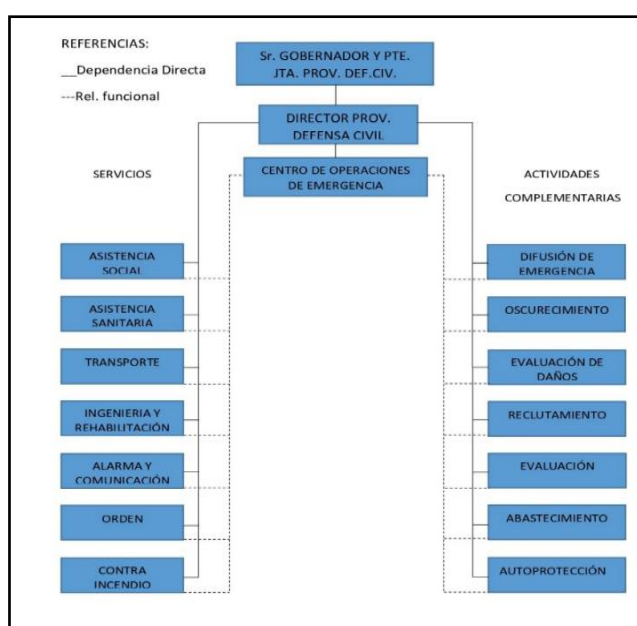 REFERENCIAS:
__Dependencia Directa
---Rel. funcional
Sr. GOBERNADOR Y PTE.
JTA. PROV. DEF.CIV.
DIRECTOR PROV.
DEFENSA CIVIL
CENTRO DE OPERACIONES
DE EMERGENCIA
SERVICIOS
ASISTENCIA
SOCIAL
ASISTENCIA
SANITARIA
TRANSPORTE
INGENIERIA Y
REHABILITACIÓN
ALARMA Y
COMUNICACIÓN
ORDEN
CONTRA
INCENDIO
ACTIVIDADES
COMPLEMENTARIAS
DIFUSIÓN DE
EMERGENCIA
OSCURECIMIENTO
EVALUACIÓN DE
DAÑOS
RECLUTAMIENTO
EVALUACIÓN
ABASTECIMIENTO
AUTOPROTECCIÓN